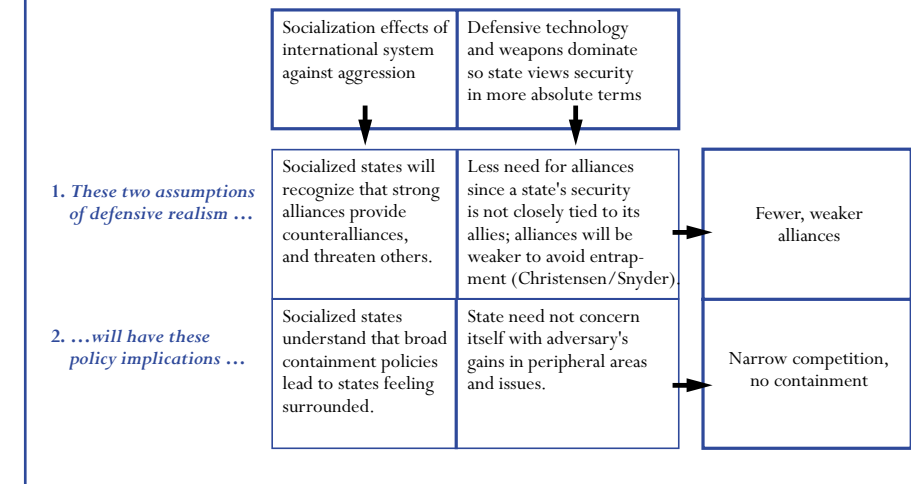 Socialization effects of
international system
against aggression
Defensive technology
and weapons dominate
so state views security
in more absolute terms
1. These two assumptions
of defensive realism ...
Socialized states will
recognize that strong
alliances provide
counteralliances,
and threaten others.
Less need for alliances
since a state's security
is not closely tied to its
allies; alliances will be
weaker to avoid entrap-
ment (Christensen/Snyder).
Fewer, weaker
alliances
2. ...will have these
policy implications ...
Socialized states
understand that broad
containment policies
lead to states feeling
surrounded.
State need not concern
itself with adversary's
gains in peripheral areas
and issues.
Narrow competition,
no containment